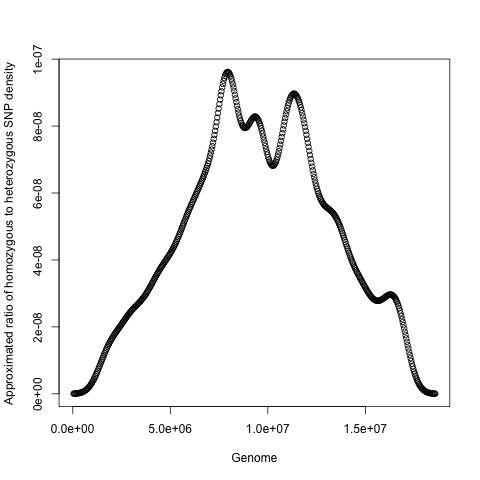 Approximated ratio of homozygous to heterozygous SNP density
1e-07
8e-08
6e-08
4e-08
2e-08
0e+00
0.0e+00 5.0e+06 1.0e+07 1.5e+07
Genome